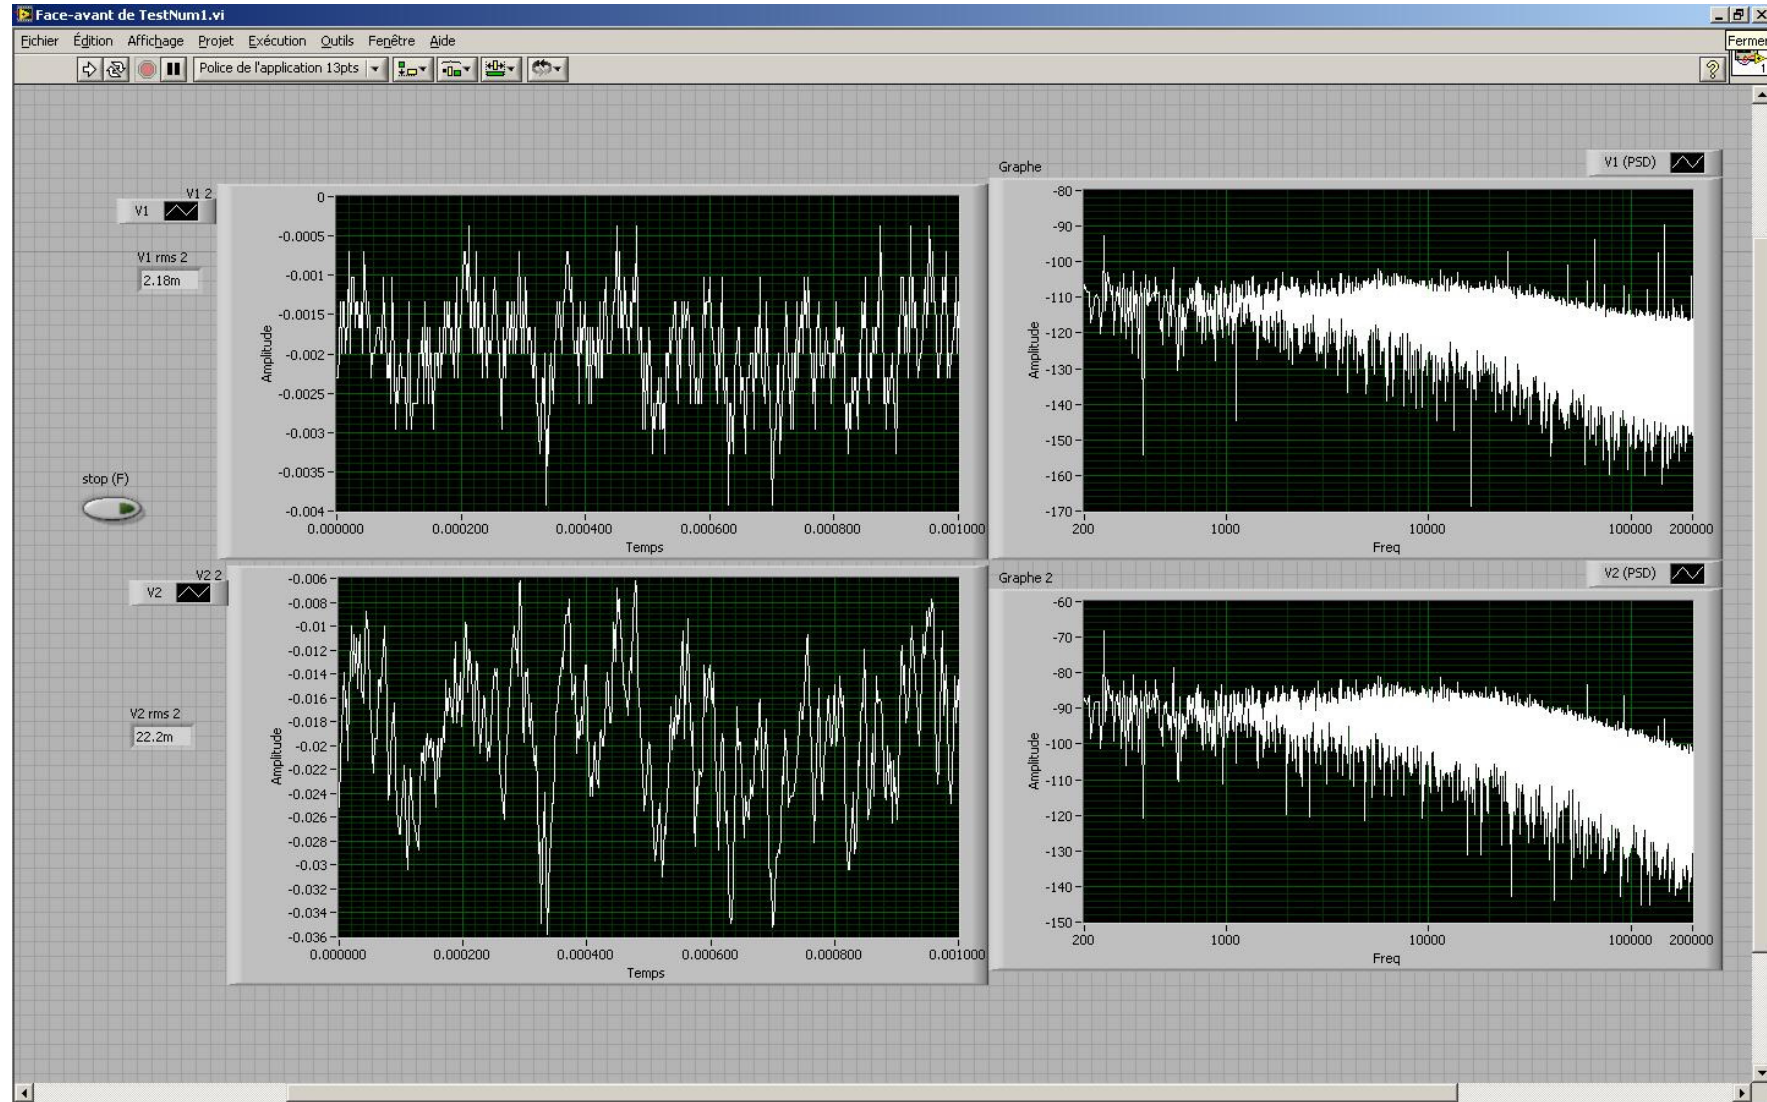 Face-avant de TestNum1.vi
Fichier Édition Affichage Projet Exécution Outils Fenêtre Aide
Fermer
Police de l'application 13pts
?
1
V1 2
V1
V1 rms 2
2.18m
0
-0.0005
-0.001
-0.0015
-0.002
-0.0025
-0.003
-0.0035
-0.004
Amplitude
0.000000 0.000200 0.000400 0.000600 0.000800 0.001000
Temps
Graphe
V1 (PSD)
-80
-90
-100
-110
-120
-130
-140
-150
-160
-170
Amplitude
200 1000 10000 100000 200000
Freq
stop (F)
V2 2
V2
V2 rms 2
22.2m
-0.006
-0.008
-0.01
-0.012
-0.014
-0.016
-0.018
-0.02
-0.022
-0.024
-0.026
-0.028
-0.03
-0.032
-0.034
-0.036
Amplitude
0.000000 0.000200 0.000400 0.000600 0.000800 0.001000
Temps
Graphe 2
V2 (PSD)
-60
-70
-80
-90
-100
-110
-120
-130
-140
-150
Amplitude
200 1000 10000 100000 200000
Freq